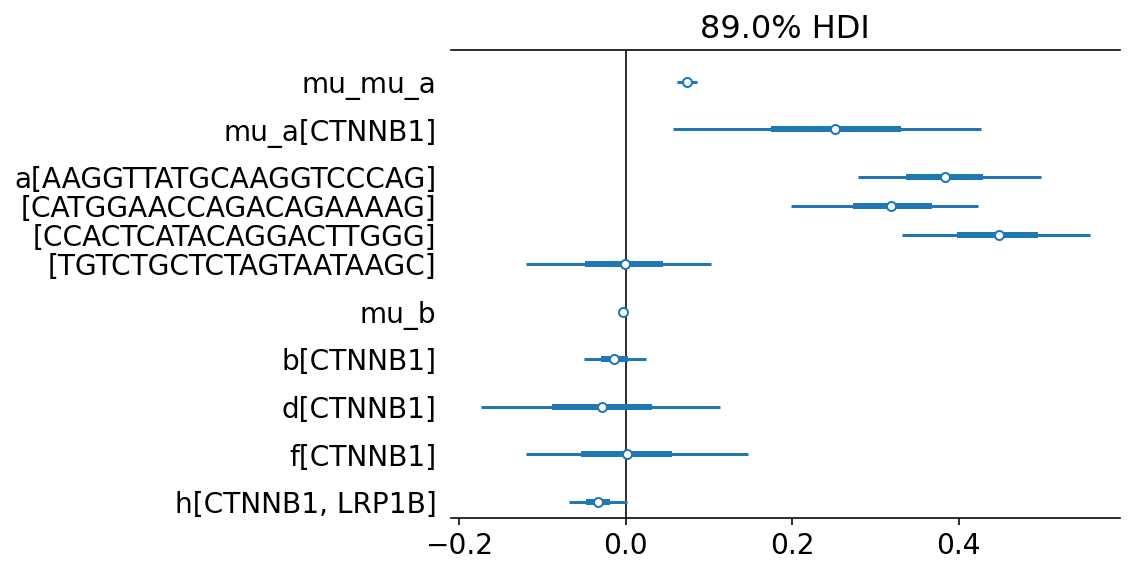 89.0% HDI
mu_mu_a
mu_a[CTNNB1]
a[AAGGTTATGCAAGGTCCCAG]
[CATGGAACCAGACAGAAAAG]
[CCACTCATACAGGACTTGGG]
[TGTCTGCTCTAGTAATAAGC]
mu_b
b[CTNNB1]
d[CTNNB1]
f[CTNNB1]
h[CTNNB1, LRP1B]
−0.2 0.0 0.2 0.4